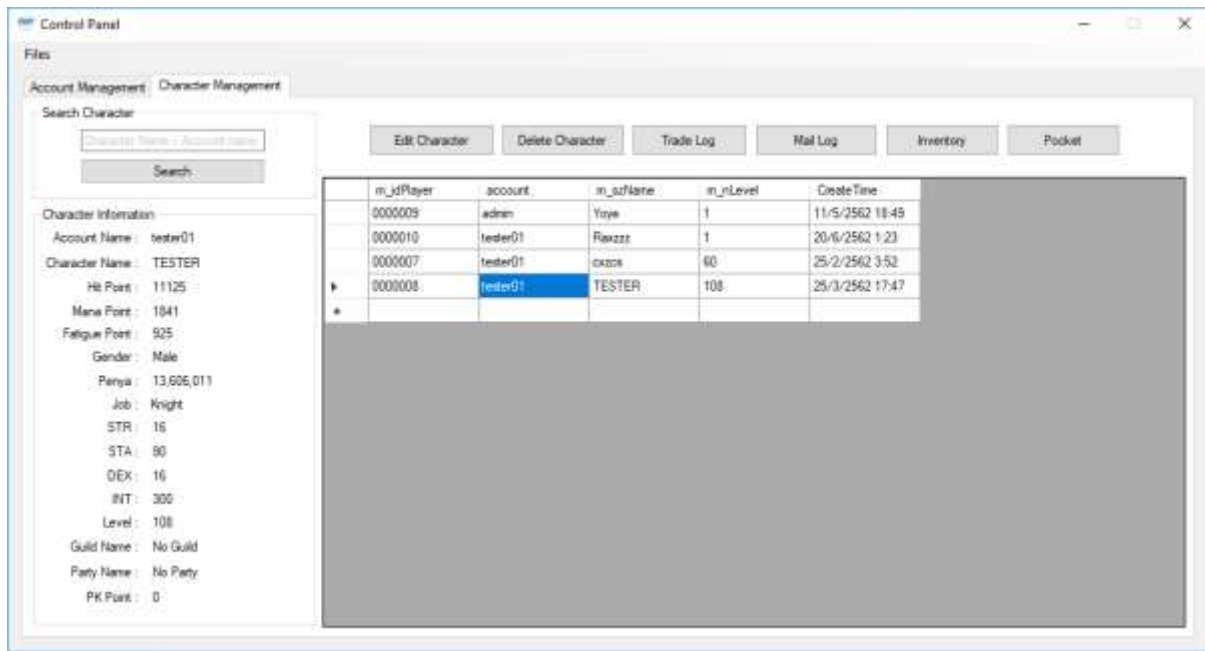 Control Panel
Files
Account Management Character Management
Search Character
Character Name / Account name
Search
Edit Character Delete Character Trade Log Mail Log Inventory Pocket
m_idPlayer account m_szName m_nLevel CreateTime
0000009 admin Yoye 1 11/5/2562 18:49
0000010 tester01 Raxzzz 1 20/6/2562 1:23
0000007 tester01 60 25/2/2562 3:52
0000008 tester01 TESTER 108 25/3/2562 17:47
Character Information
Account Name : tester01
Character Name : TESTER
Hit Point : 11125
Mana Point : 1841
Fatigue Point : 925
Gender : Male
Penya : 13,606,011
Job : Knight
STR : 16
STA : 90
DEX : 16
INT : 300
Level : 108
Guild Name : No Guild
Party Name : No Party
PK Point : 0